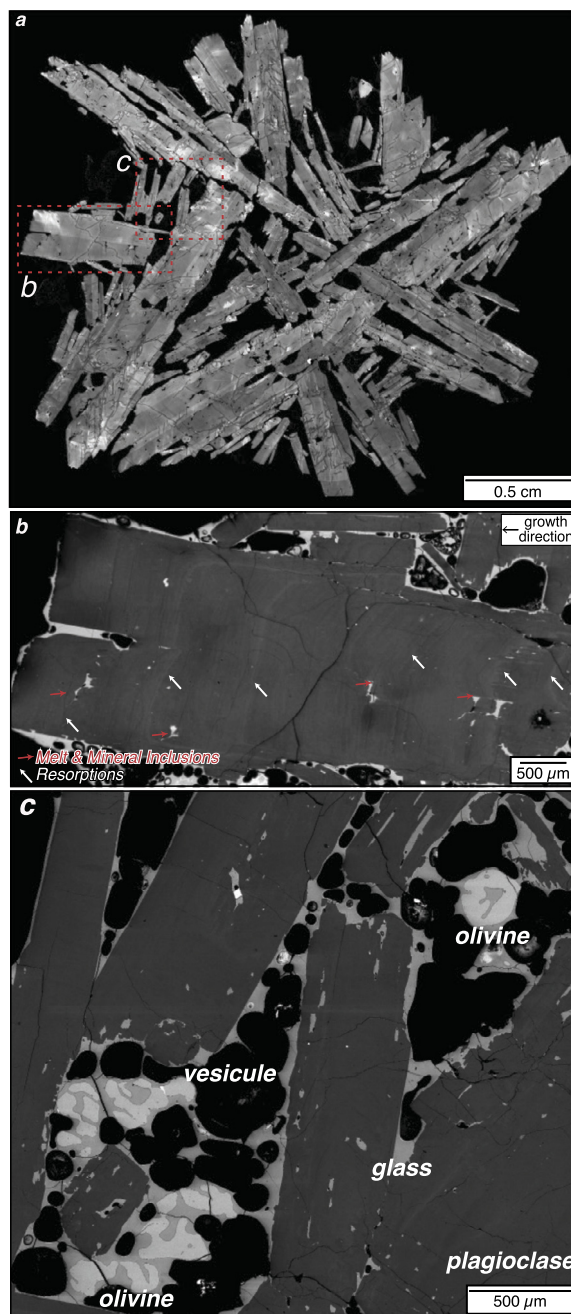 a
c
b
0.5 cm
b
growth
direction
Melt & Mineral Inclusions
Resorptions
500 µm
c
olivine
vesicule
glass
plagioclase
olivine
500 µm